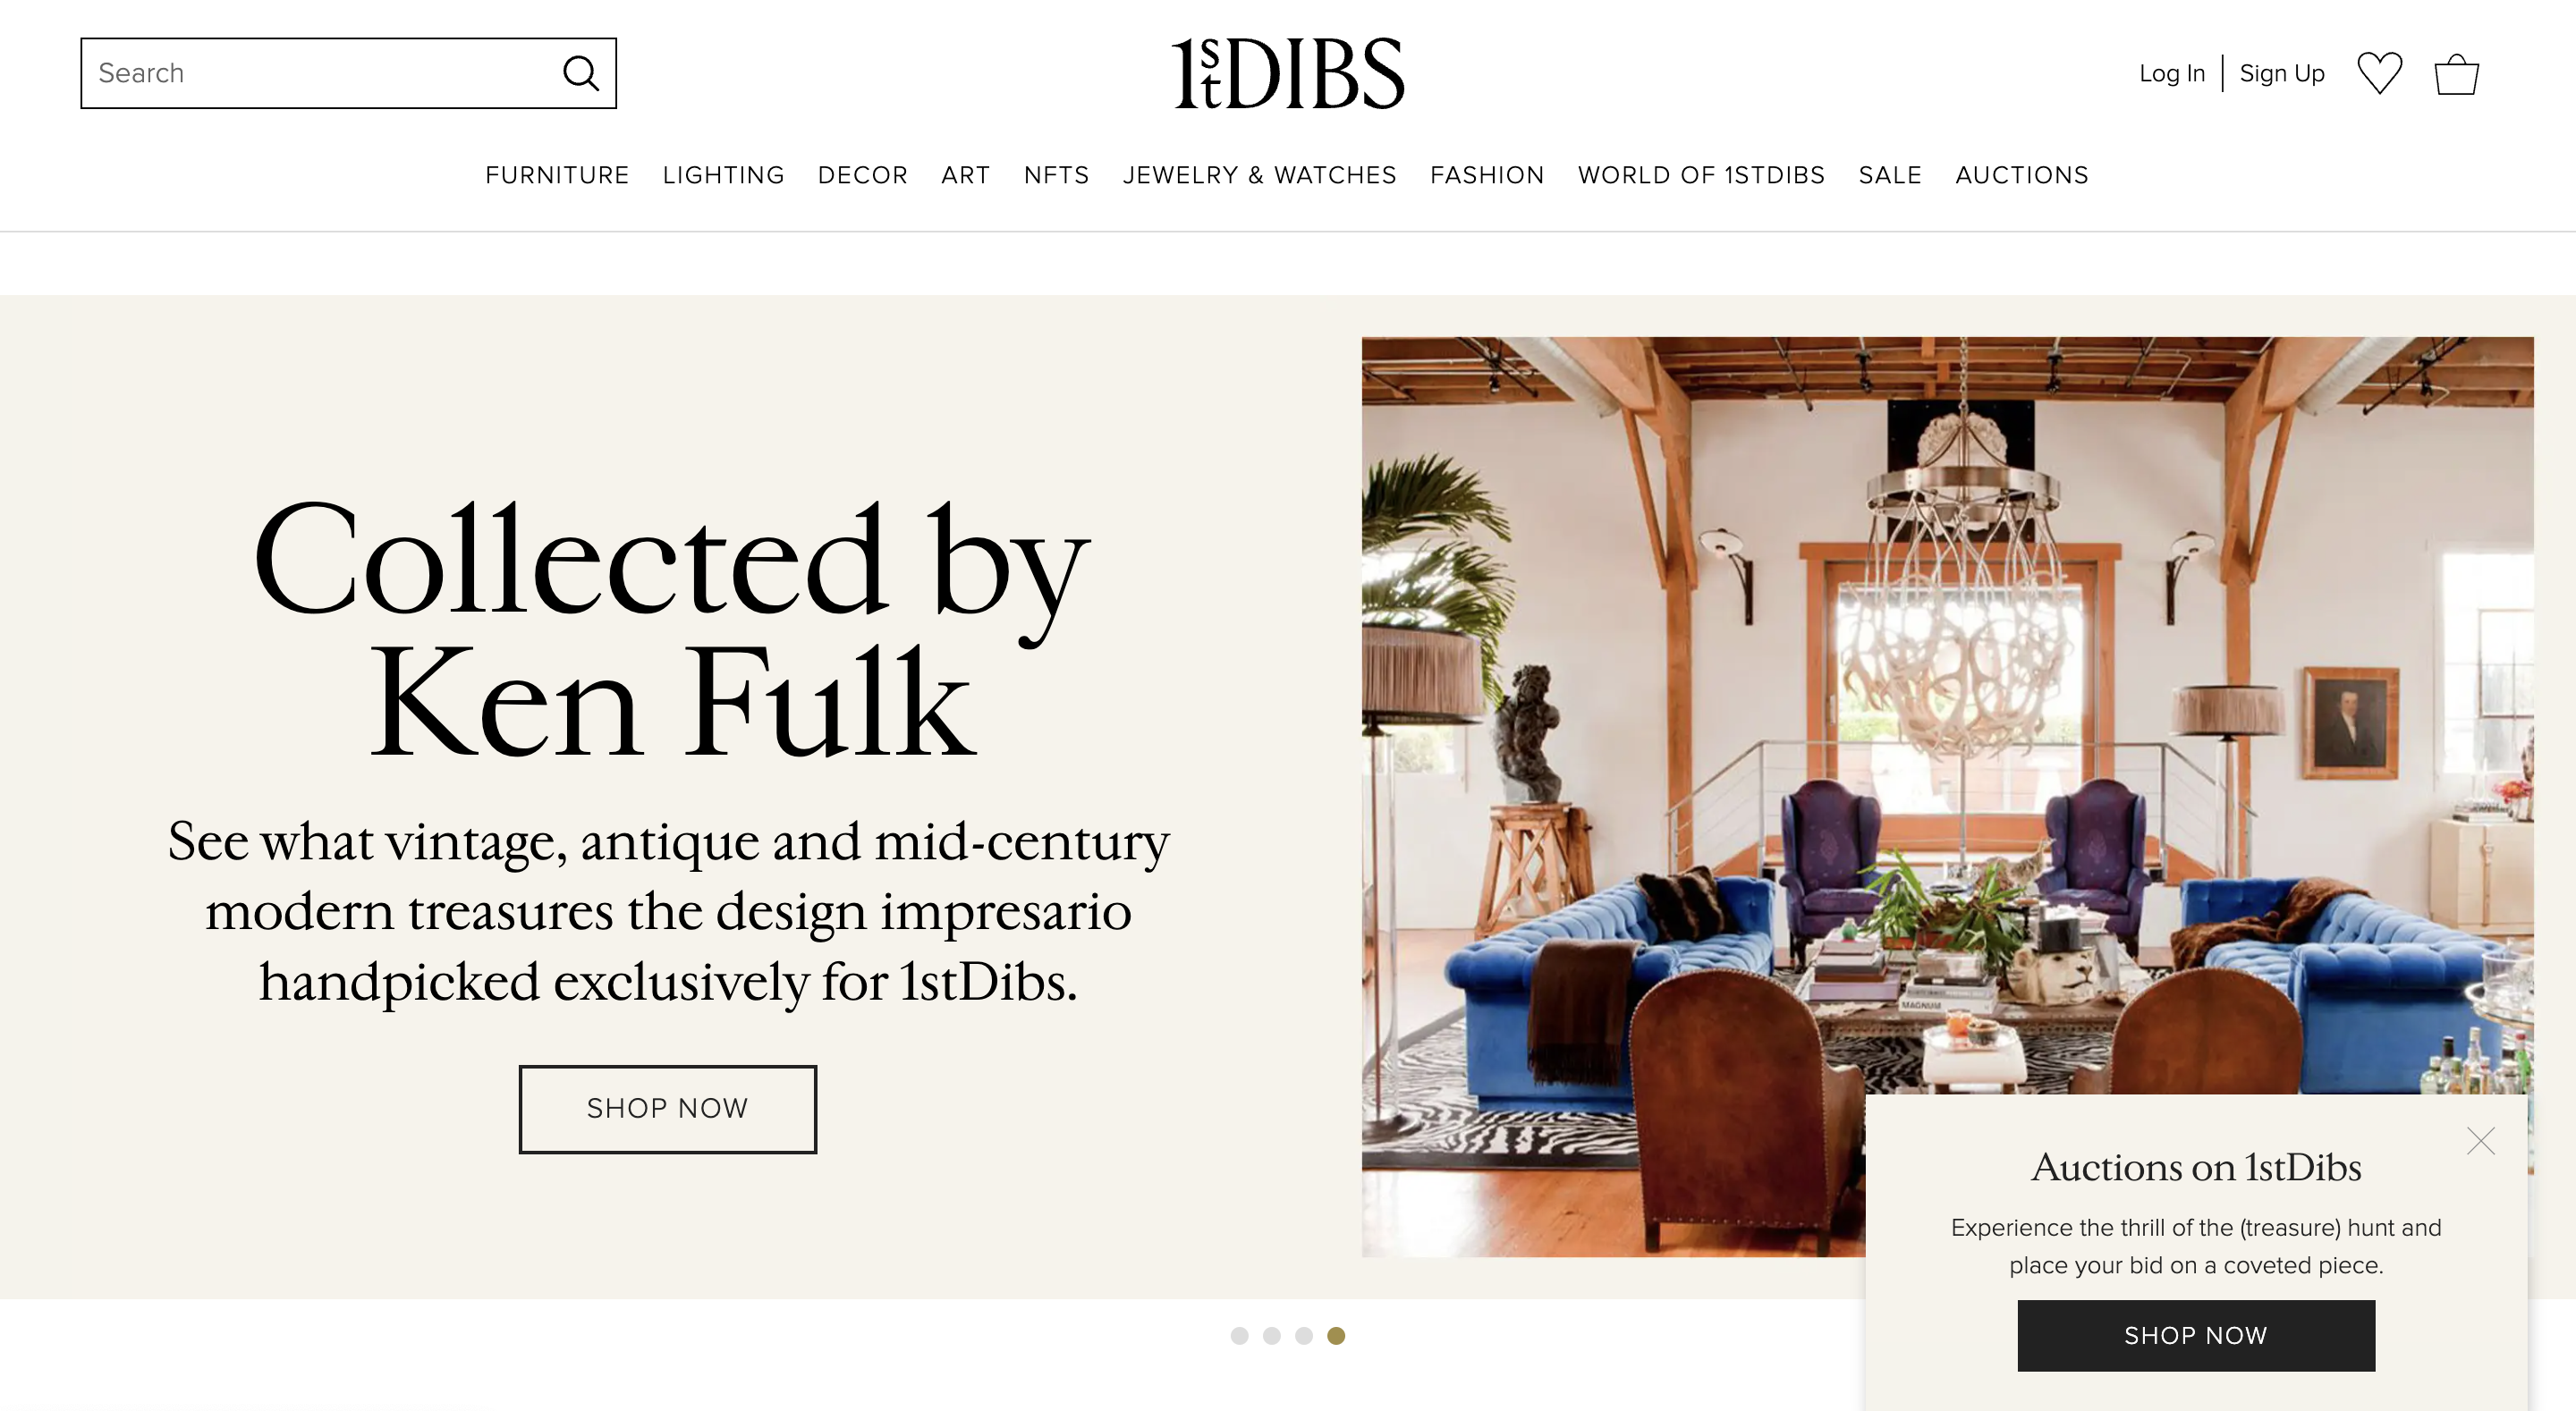 Search
1stDIBS
Log In
Sign Up
FURNITURE LIGHTING DECOR ART NFTS JEWELRY & WATCHES FASHION WORLD OF 1STDIBS SALE AUCTIONS
Collected by
Ken Fulk
See what vintage, antique and mid-century
modern treasures the design impresario
handpicked exclusively for 1stDibs.
SHOP NOW
MAGNUM
Auctions on 1stDibs
Experience the thrill of the (treasure) hunt and
place your bid on a coveted piece.
SHOP NOW